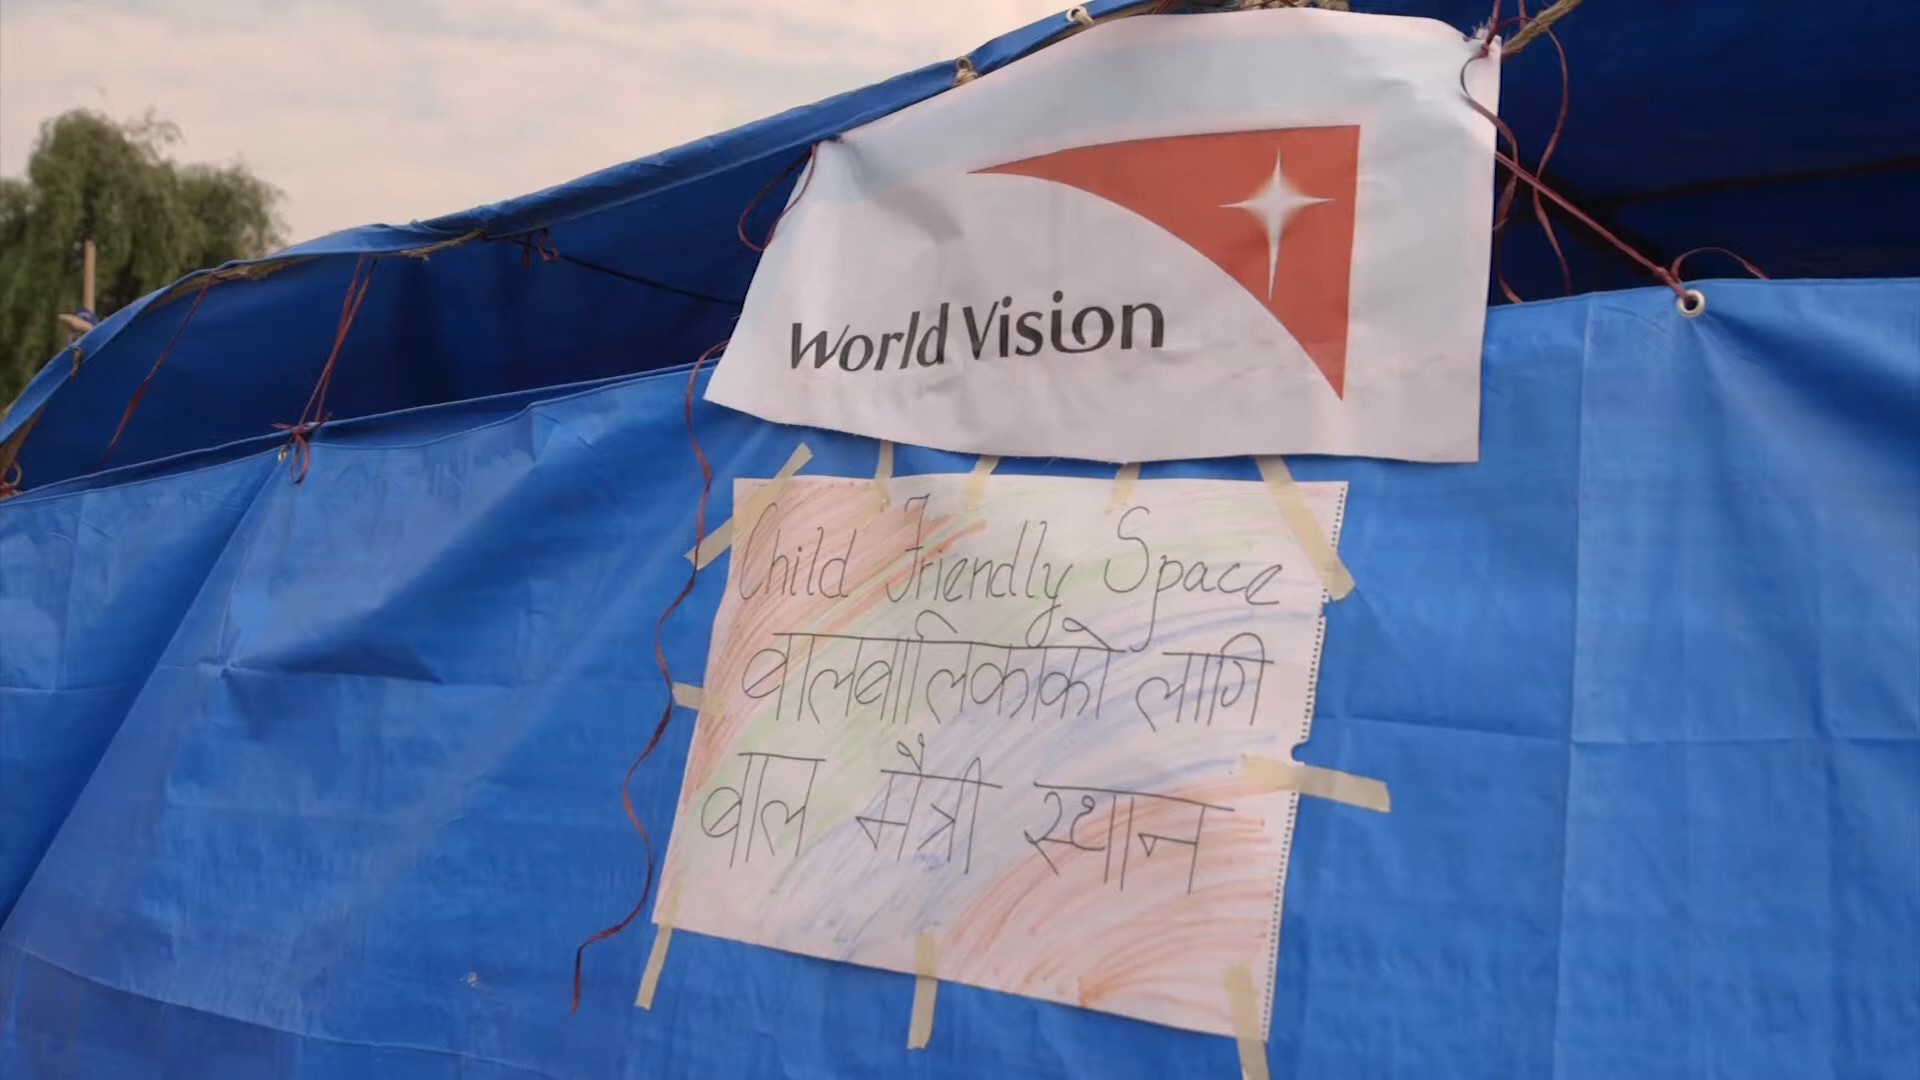 World Vision
Child Friendly Space
बालबालिकाको लागि
बाल मैत्री स्थान